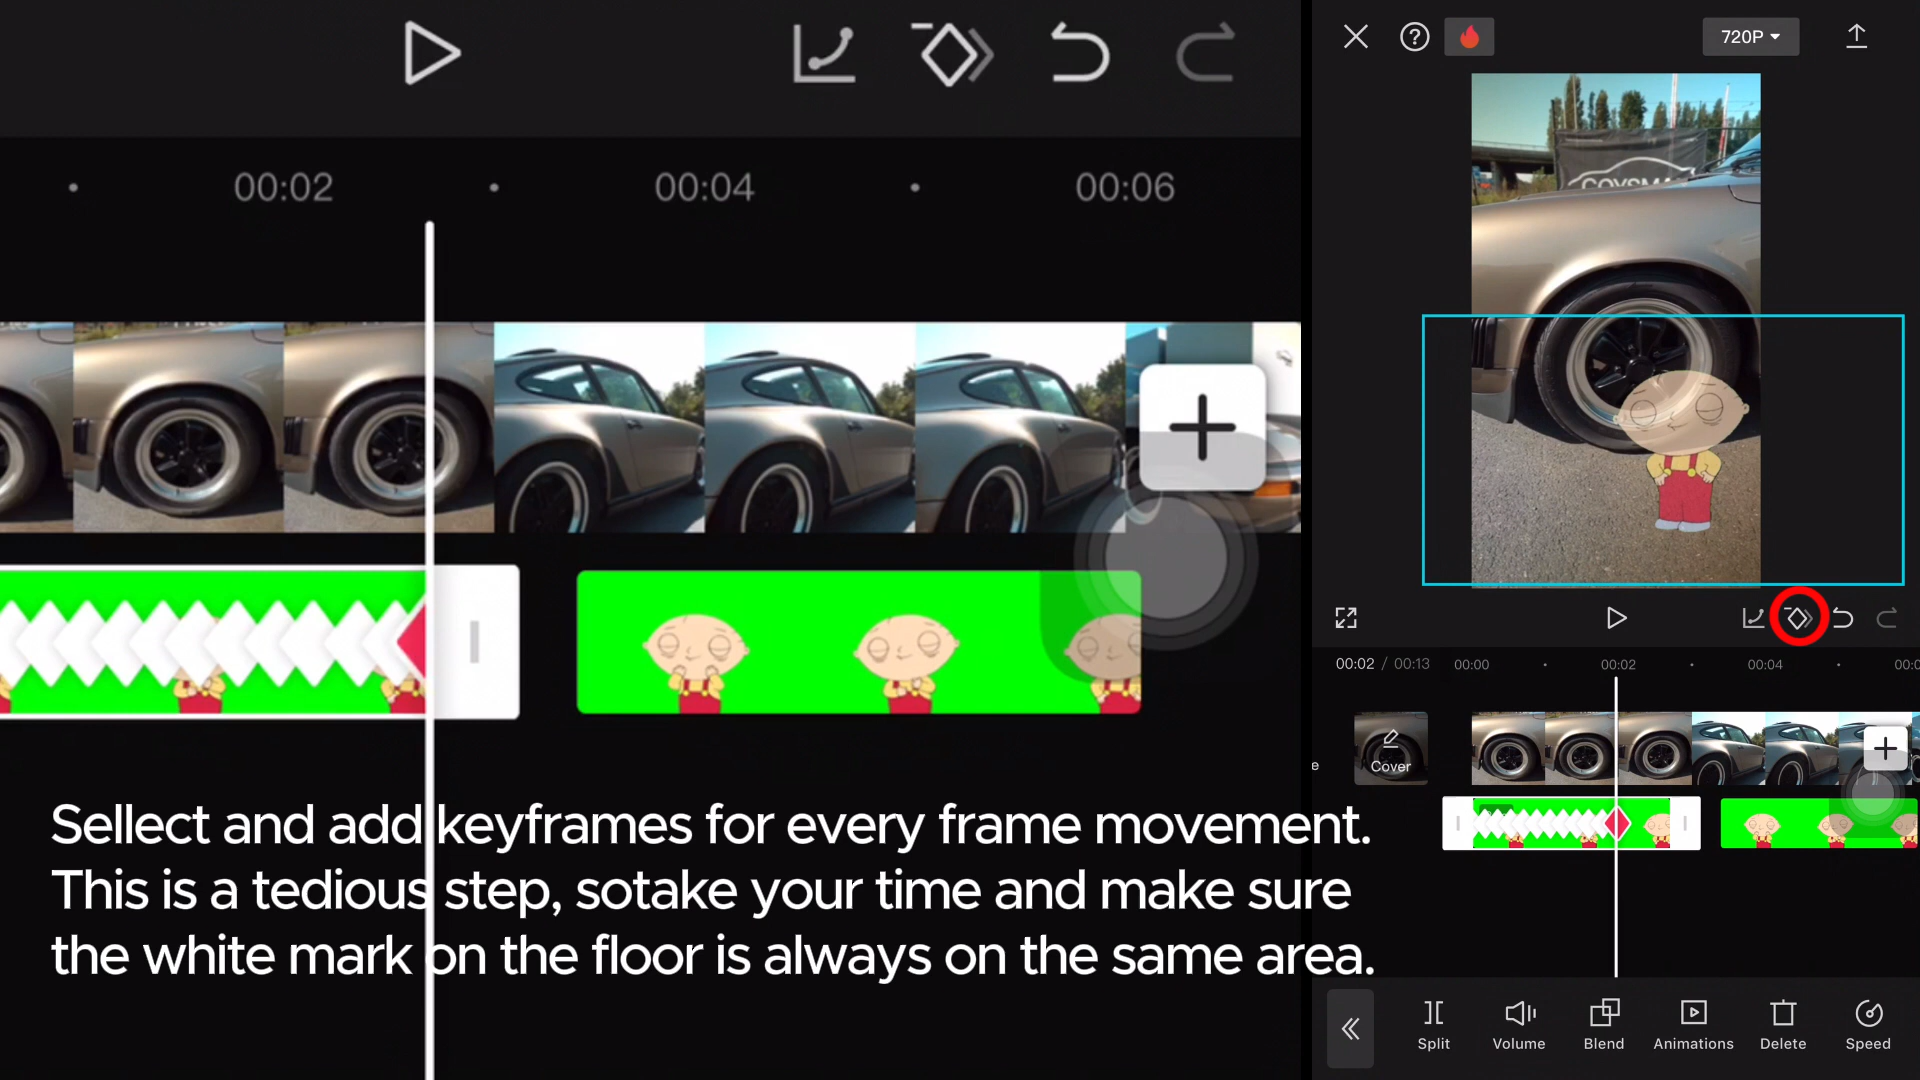 00:02
00:04
00:06
Sellect and add keyframes for every frame movement.
This is a tedious step, sotake your time and make sure
the white mark on the floor is always on the same area.
720P
00:02 / 00:13
00:00
00:02
00:04
Cover
Split
Volume
Blend
Animations
Delete
Speed